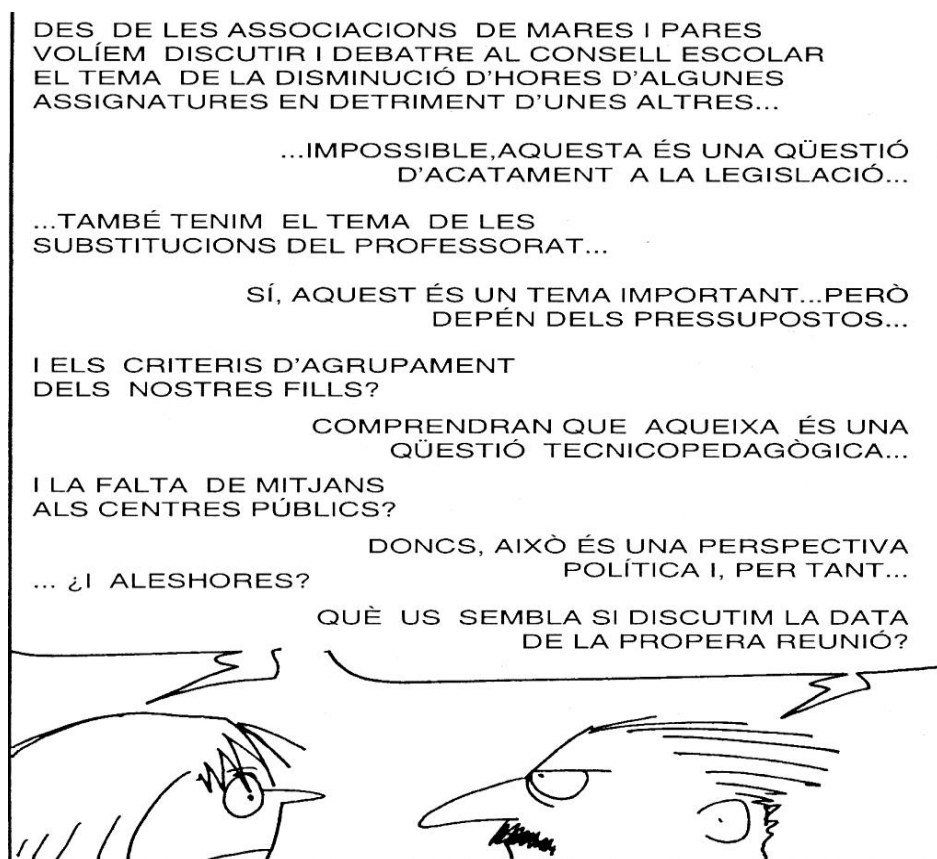 DES DE LES ASSOCIACIONS DE MARES I PARES
VOLÍEM DISCUTIR I DEBATRE AL CONSELL ESCOLAR
EL TEMA DE LA DISMINUCIÓ D'HORES D'ALGUNES
ASSIGNATURES EN DETRIMENT D'UNES ALTRES...
...IMPOSSIBLE,AQUESTA ÉS UNA QÜESTIÓ
D'ACATAMENT A LA LEGISLACIÓ...
...TAMBÉ TENIM EL TEMA DE LES
SUBSTITUCIONS DEL PROFESSORAT...
SÍ, AQUEST ÉS UN TEMA IMPORTANT...PERÒ
DEPÉN DELS PRESSUPOSTOS...
I ELS CRITERIS D'AGRUPAMENT
DELS NOSTRES FILLS?
COMPRENDRAN QUE AQUEIXA ÉS UNA
QÜESTIÓ TECNICOPEDAGÒGICA...
I LA FALTA DE MITJANS
ALS CENTRES PÚBLICS?
DONCS, AIXÒ ÉS UNA PERSPECTIVA
POLÍTICA I, PER TANT...
... ¿I ALESHORES?
QUÈ US SEMBLA SI DISCUTIM LA DATA
DE LA PROPERA REUNIÓ?